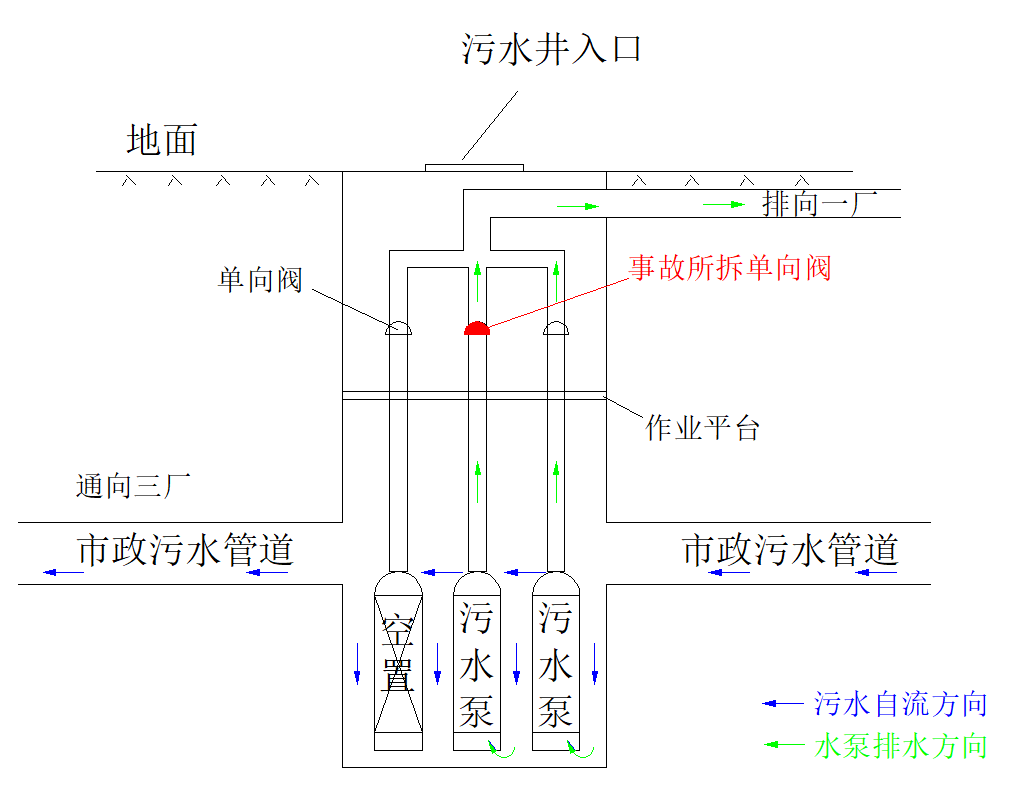 污水井入口
地面
排向一厂
单向阀
事故所拆单向阀
作业平台
通向三厂
市政污水管道
市政污水管道
空置
污水泵
污水泵
污水自流方向
水泵排水方向